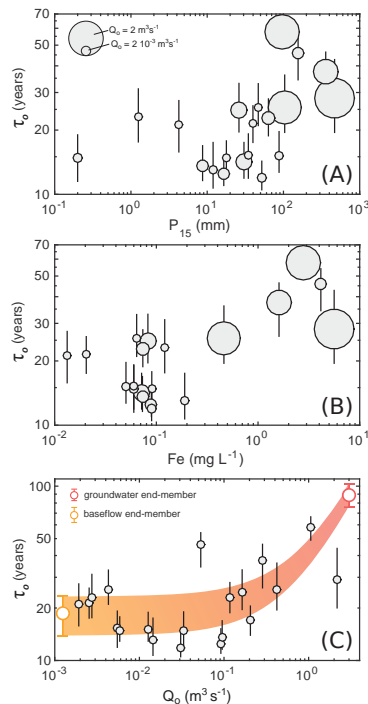 70
50
30
20
10
τo (years)
Qo = 2 m³s⁻¹
Qo = 2 10⁻³ m³s⁻¹
(A)
10⁻¹ 10⁰ 10¹ 10² 10³
P15 (mm)
70
50
30
20
10
τo (years)
(B)
10⁻² 10⁻¹ 10⁰ 10¹
Fe (mg L⁻¹)
100
50
20
10
τo (years)
groundwater end-member
baseflow end-member
(C)
10⁻³ 10⁻² 10⁻¹ 10⁰
Qo (m³ s⁻¹)